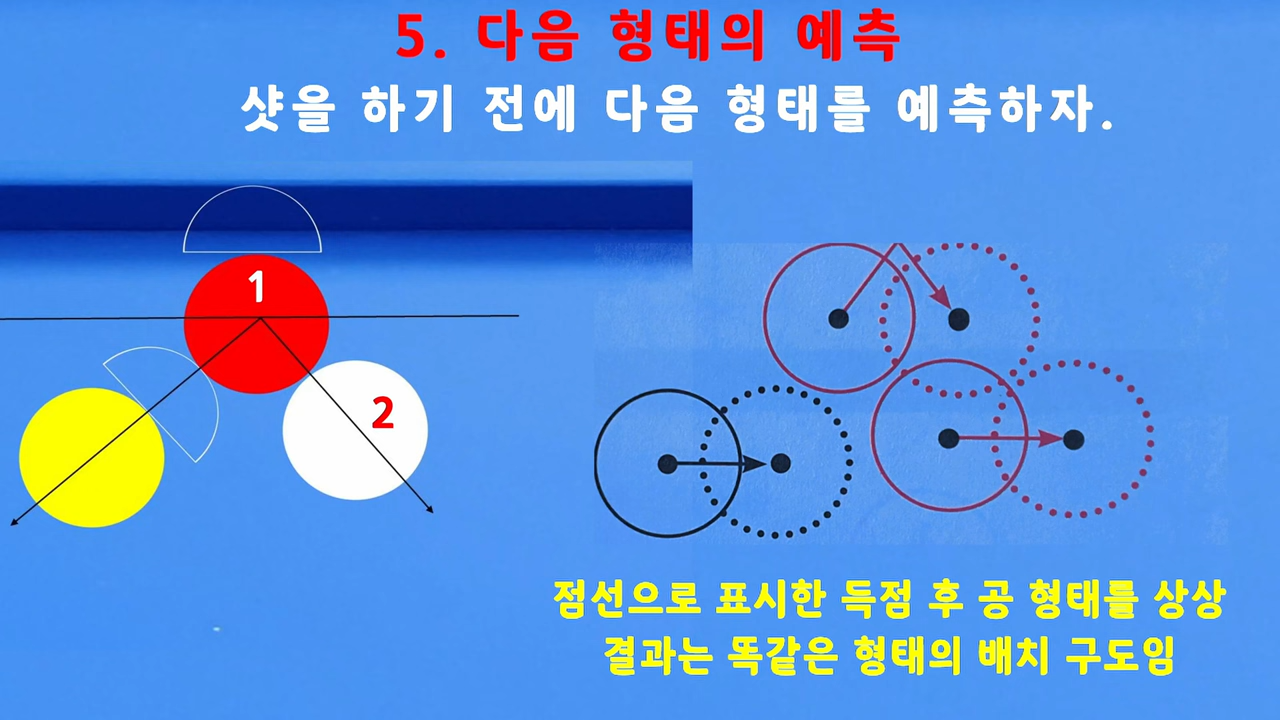 5. 다음 형태의 예측
샷을 하기 전에 다음 형태를 예측하자.
1
2
점선으로 표시한 득점 후 공 형태를 상상
결과는 똑같은 형태의 배치 구도임